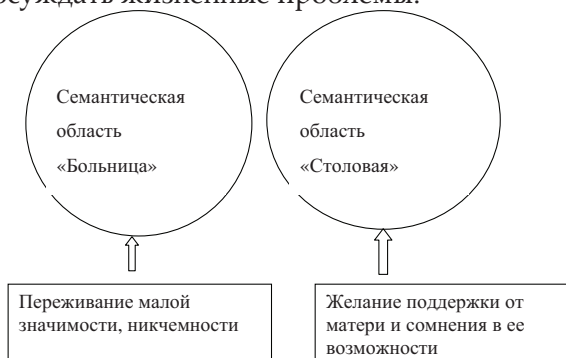 жизненные проблемы.
Семантическая
область
«Больница»
Семантическая
область
«Столовая»
Переживание малой
значимости, никчемности
Желание поддержки от
матери и сомнения в ее
возможности